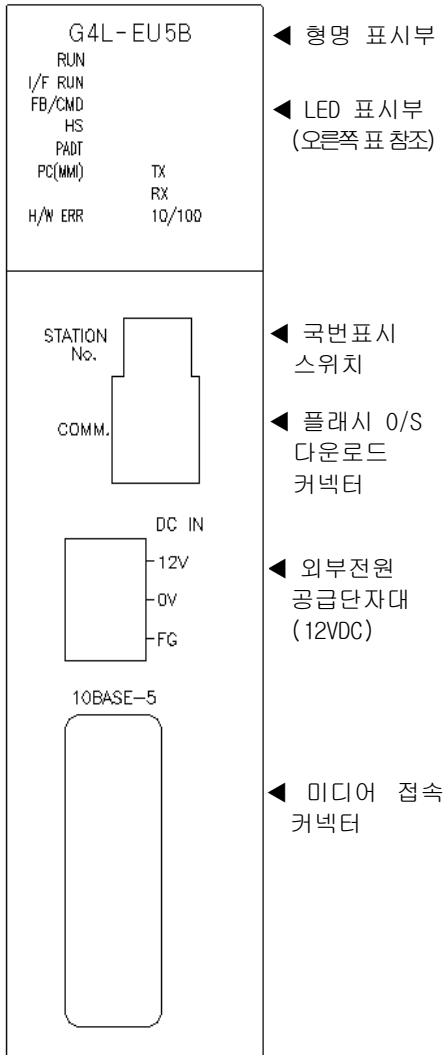 G4L-EU5B
◀ 형명 표시부
RUN
I/F RUN
FB/CMD
◀ LED 표시부
(오른쪽 표 참조)
HS
PADT
PC(MMI) TX
RX
H/W ERR 10/100
STATION
No.
◀ 국번표시
스위치
COMM.
◀ 플래시 O/S
다운로드
커넥터
DC IN
12V
0V
FG
◀ 외부전원
공급단자대
(12VDC)
10BASE-5
◀ 미디어 접속
커넥터